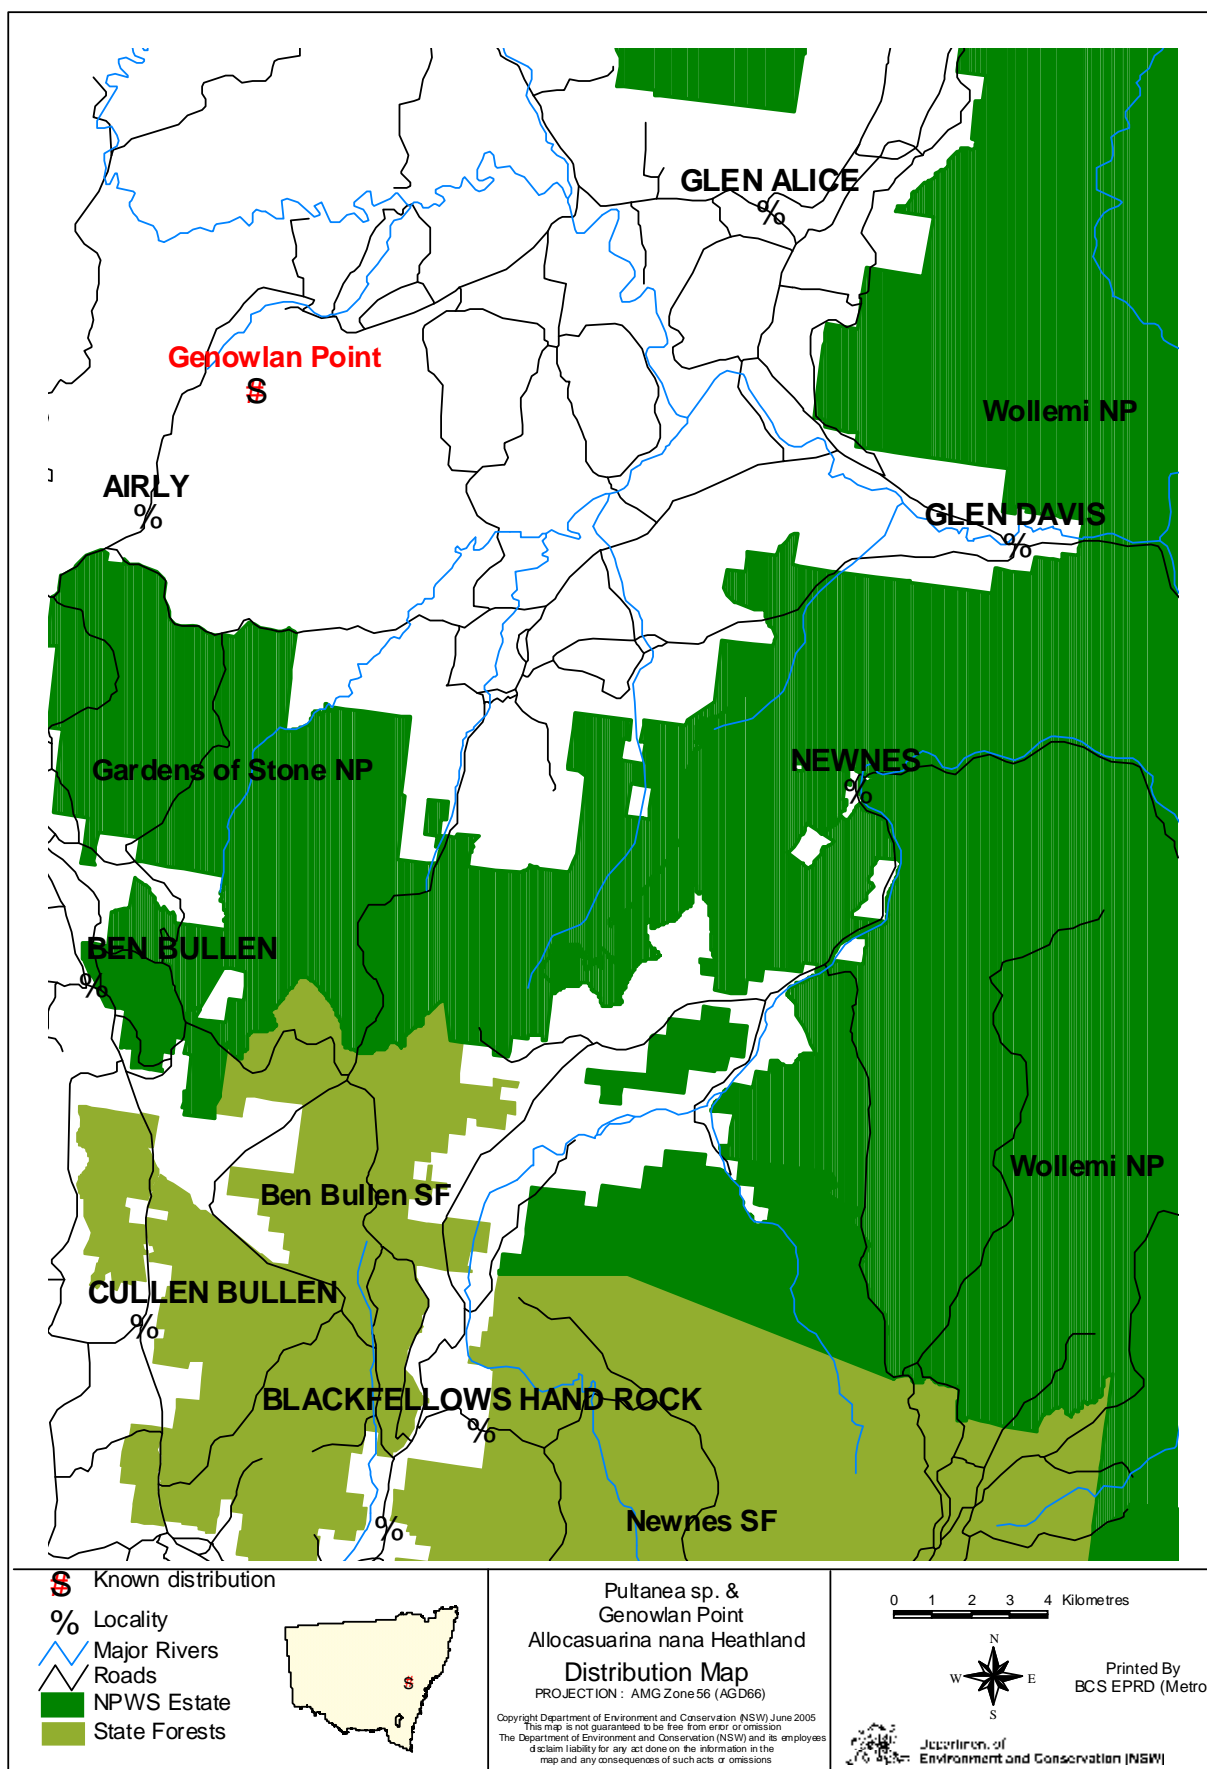 GLEN ALICE
%
Genowlan Point
$
Wollemi NP
AIRLY
%
GLEN DAVIS
%
Gardens of Stone NP
NEWNES
%
BEN BULLEN
%
Wollemi NP
Ben Bullen SF
CULLEN BULLEN
%
BLACKFELLOWS HAND ROCK
%
Newnes SF
%
$ Known distribution
% Locality
Major Rivers
Roads
NPWS Estate
State Forests
$
Pultanea sp. &
Genowlan Point
Allocasuarina nana Heathland
Distribution Map
PROJECTION : AMG Zone 56 (AGD66)
Copyright Department of Environment and Conservation (NSW) June 2005
This map is not guaranteed to be free from error or omission
The Department of Environment and Conservation (NSW) and its employees
disclaim liability for any act done on the information in the
map and any consequences of such acts or omissions
0 1 2 3 4 Kilometres
N
W E
S
Printed By
BCS EPRD (Metro
Department of
Environment and Conservation (NSW)